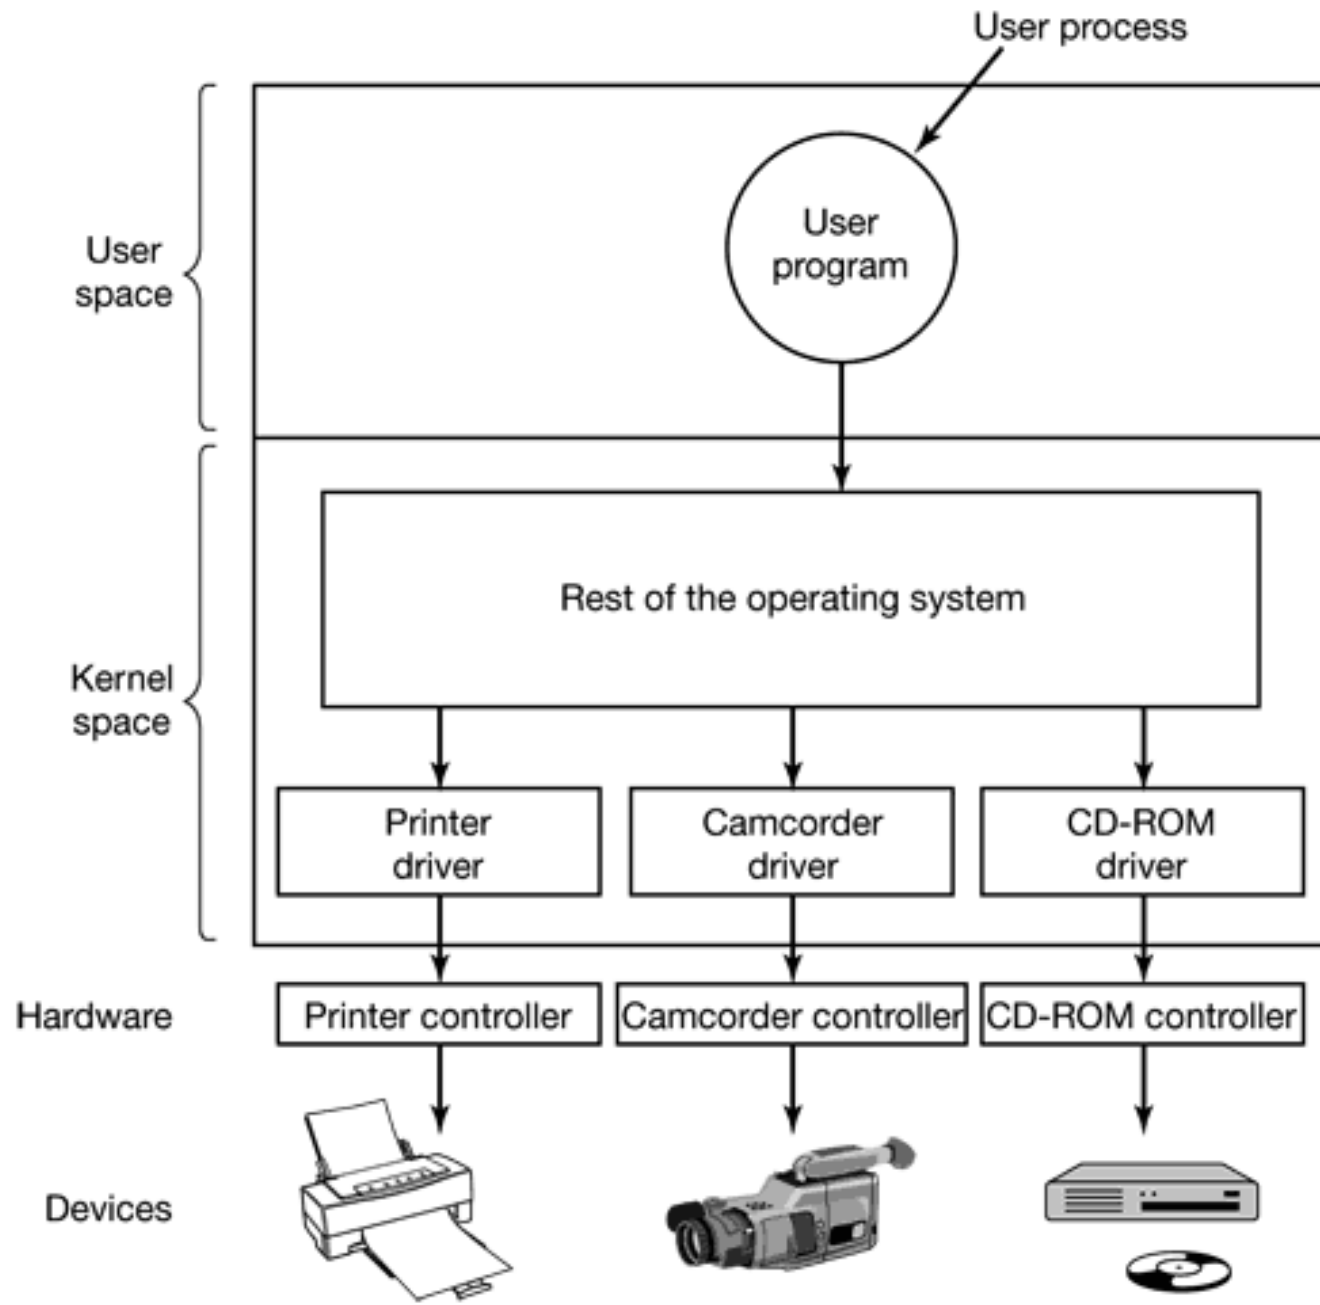 User process
User
program
User
space
Rest of the operating system
Kernel
space
Printer
driver
Camcorder
driver
CD-ROM
driver
Hardware
Printer controller
Camcorder controller
CD-ROM controller
Devices